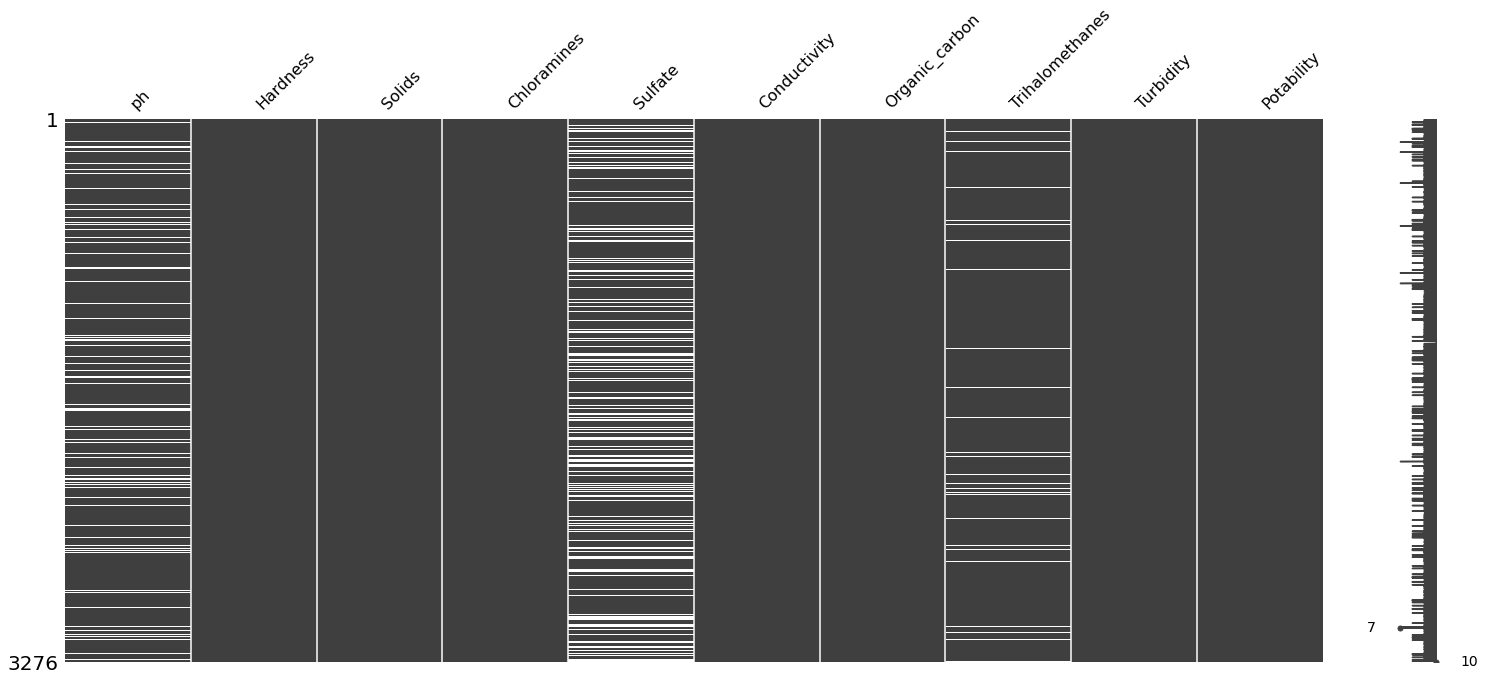 ph
Hardness
Solids
Chloramines
Sulfate
Conductivity
Organic_carbon
Trihalomethanes
Turbidity
Potability
1
7
3276
10